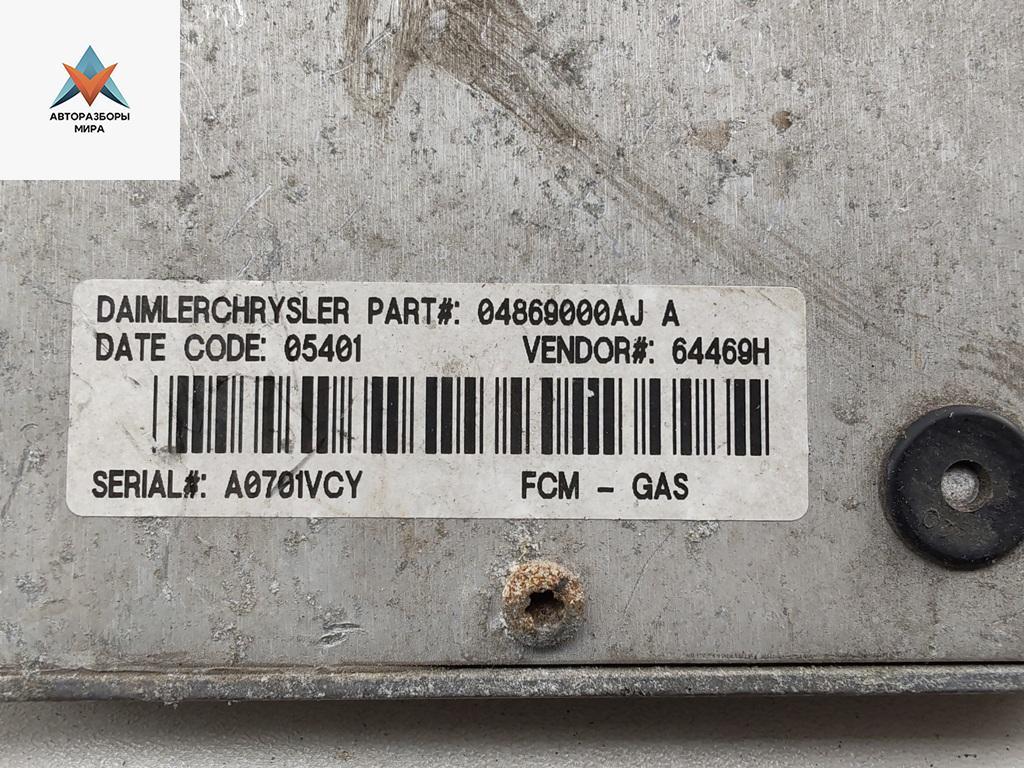 АВТОРАЗБОРЫ
МИРА
DAIMLERCHRYSLER PART#: 04869000AJ A
DATE CODE: 05401 VENDOR#: 64469H
SERIAL#: A0701VCY FCM - GAS